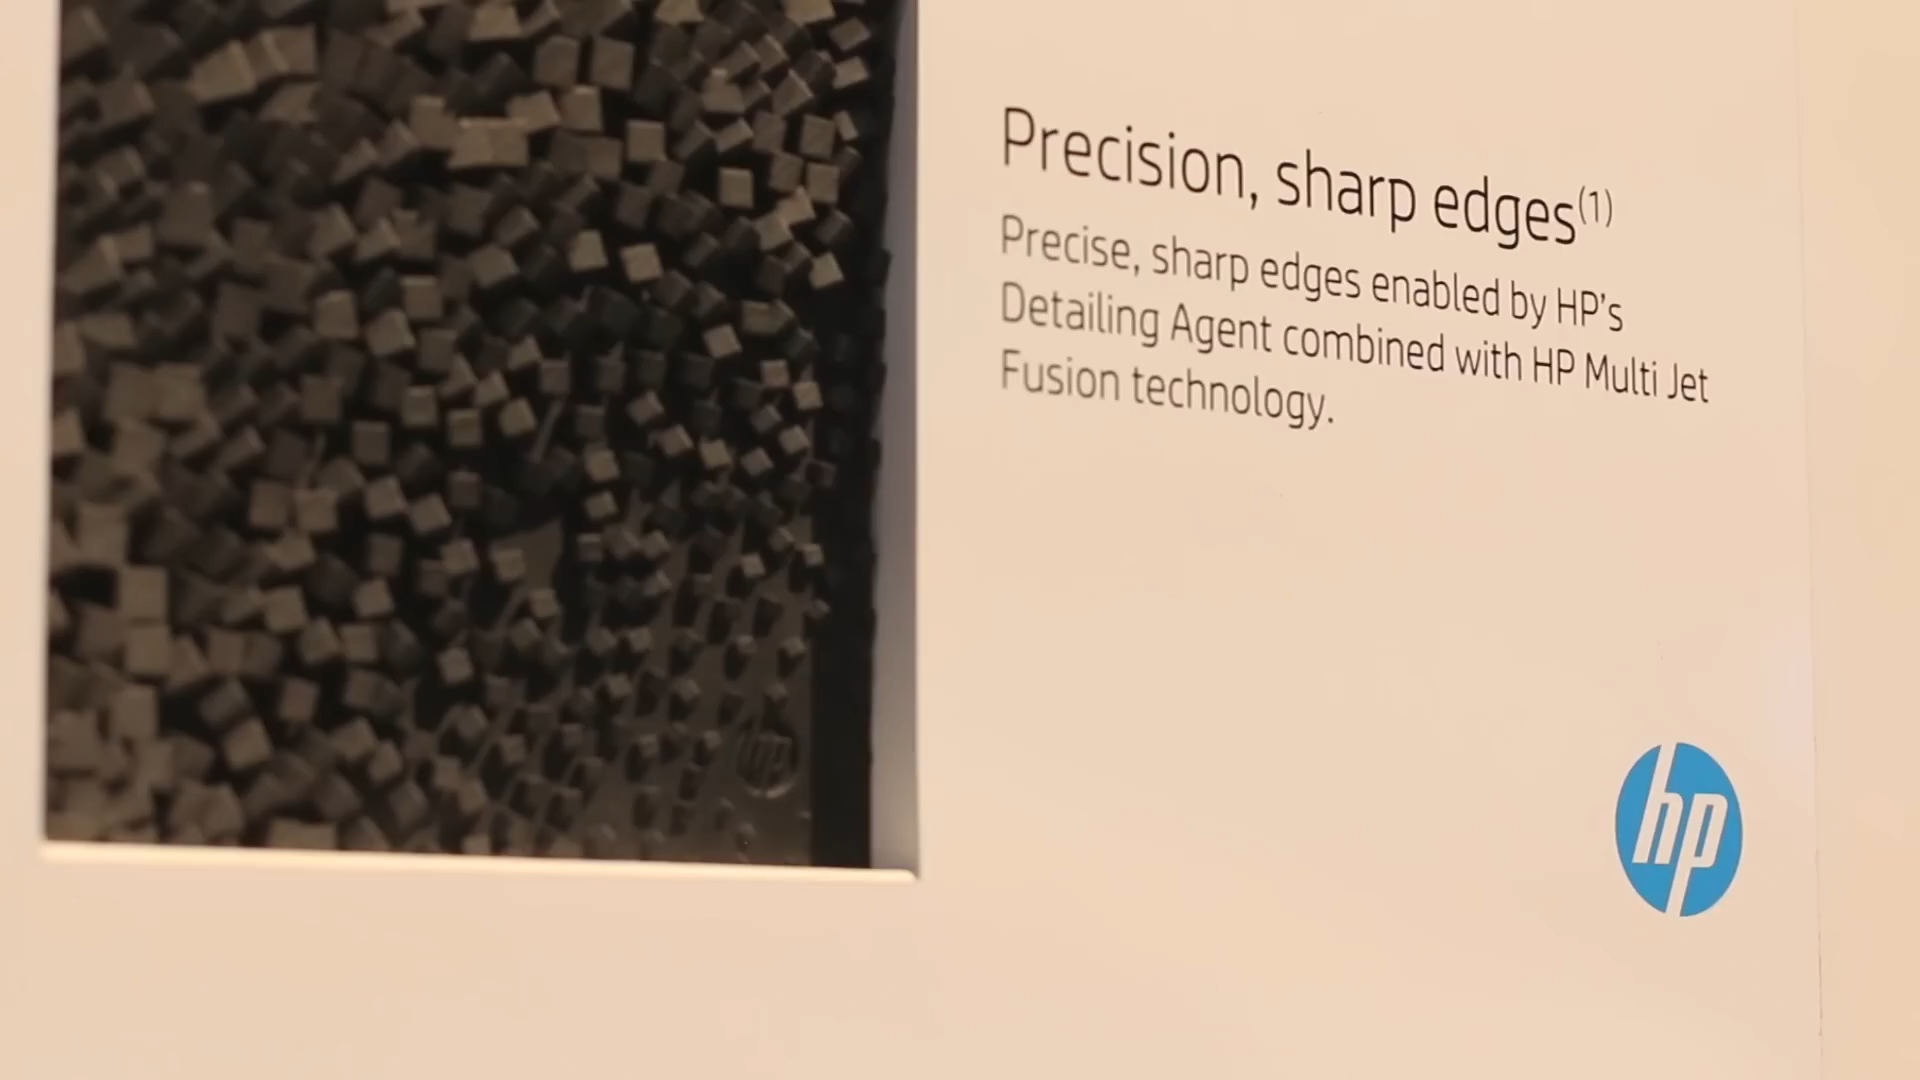 Precision, sharp edges(1)
Precise, sharp edges enabled by HP's
Detailing Agent combined with HP Multi Jet
Fusion technology.
hp
hp